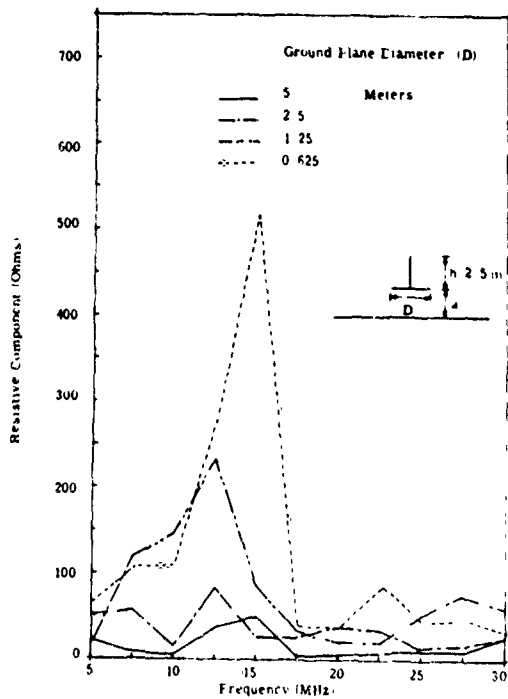 750
700
600
500
400
300
200
100
0
Resistive Component (Ohms)
Ground Plane Diameter (D)
5 Meters
2 5
1 25
0 625
h 2 5 m
D
d
5 10 15 20 25 30
Frequency (MHz)